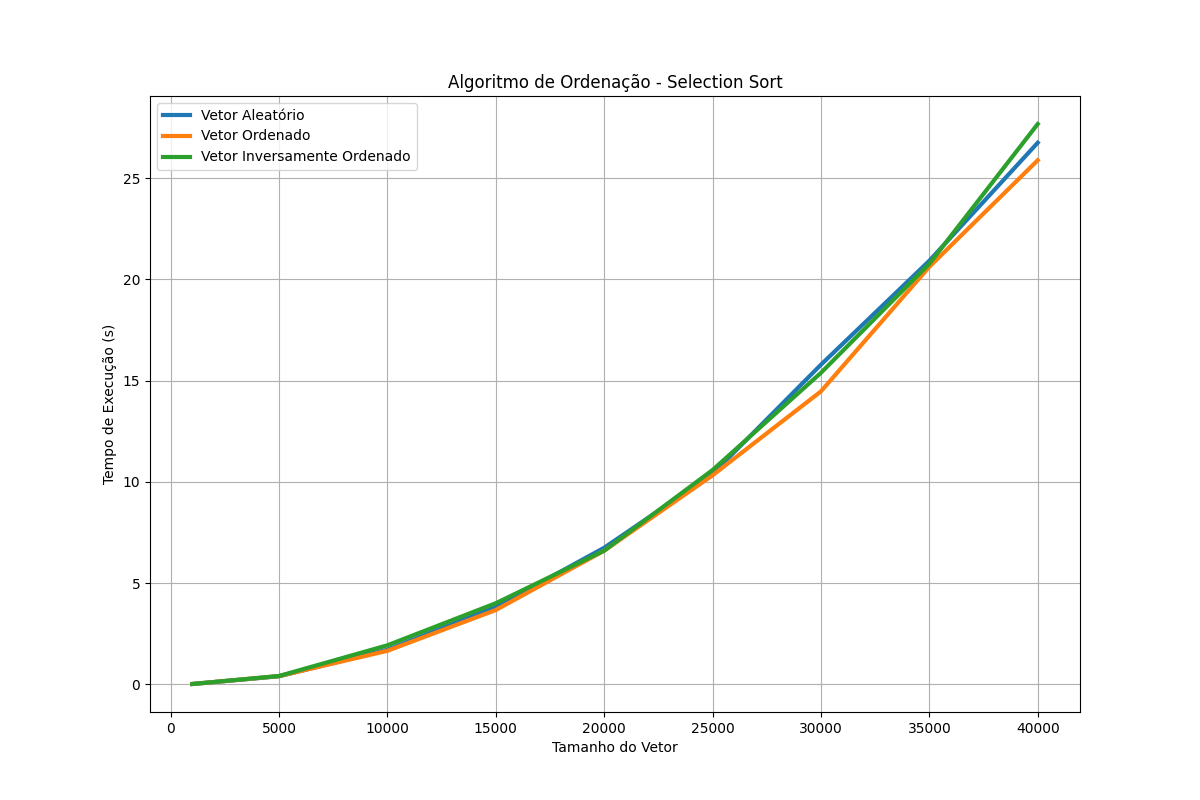 Algoritmo de Ordenação - Selection Sort
Vetor Aleatório
Vetor Ordenado
Vetor Inversamente Ordenado
Tempo de Execução (s)
25
20
15
10
5
0
0 5000 10000 15000 20000 25000 30000 35000 40000
Tamanho do Vetor